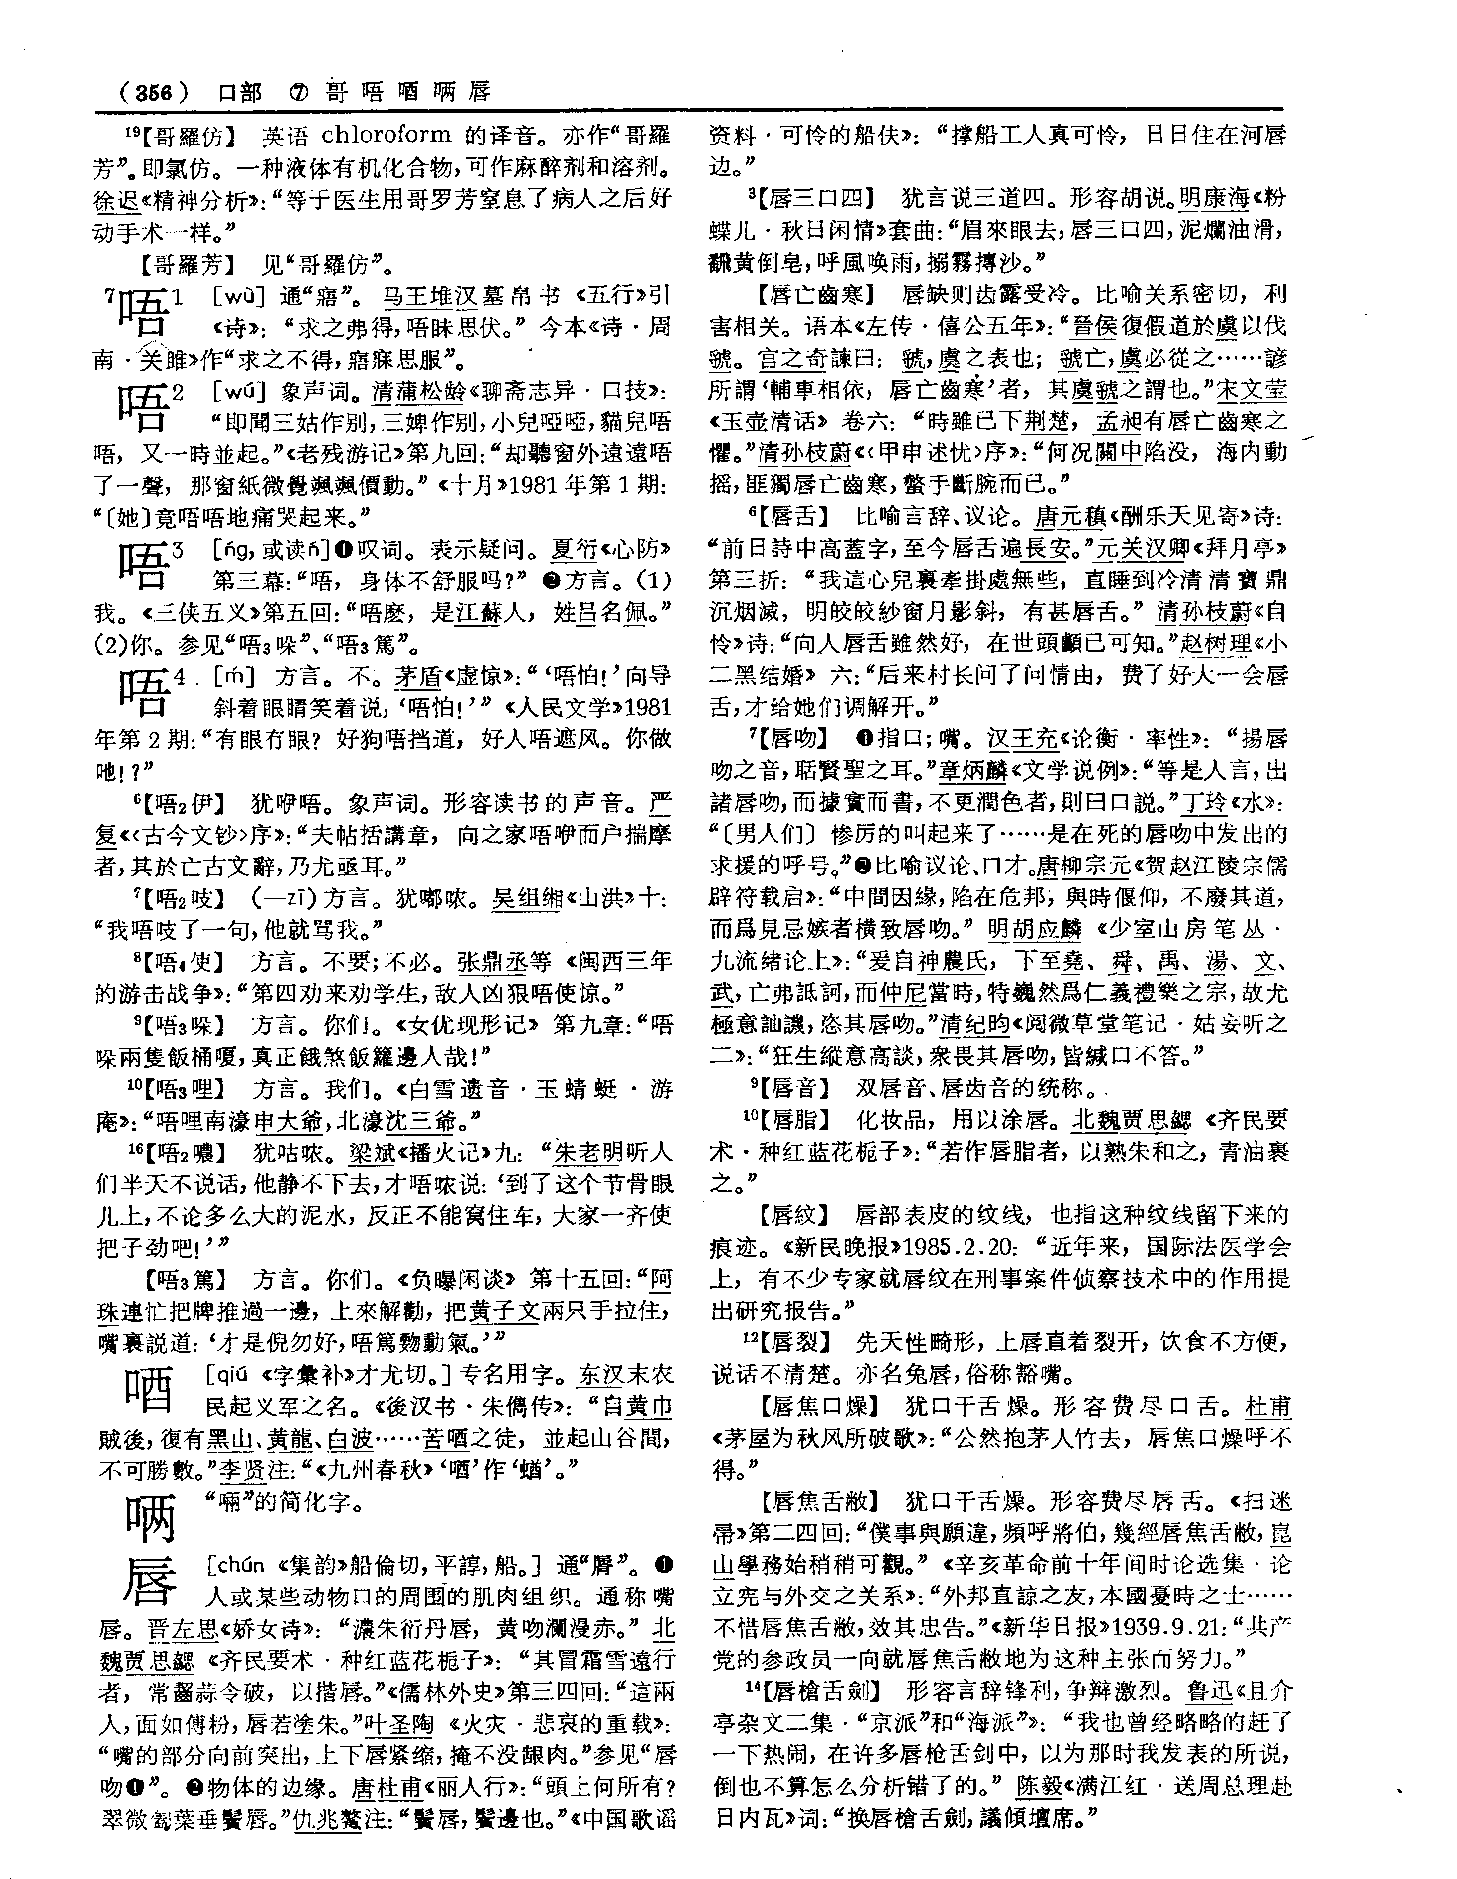 （356） 口部 ⑦ 哥唔唒唡唇
¹⁹【哥羅仿】 英语 chloroform 的译音。亦作“哥羅
芳”。即氯仿。一种液体有机化合物，可作麻醉剂和溶剂。
徐迟《精神分析》：“等于医生用哥罗芳窒息了病人之后好
动手术一样。”
【哥羅芳】 见“哥羅仿”。
⁷唔1 ［wù］通“寤”。马王堆汉墓帛书《五行》引
《诗》：“求之弗得，唔眛思伏。”今本《诗·周
南·关雎》作“求之不得，寤寐思服”。
唔2 ［wú］象声词。清蒲松龄《聊斋志异·口技》：
“即聞三姑作别，三婢作别，小兒啞啞，貓兒唔
唔，又一時並起。”《老残游记》第九回：“却聽窗外遠遠唔
了一聲，那窗紙微覺颯颯價動。”《十月》1981年第1期：
“〔她〕竟唔唔地痛哭起来。”
唔3 ［ńg，或读ń］❶叹词。表示疑问。夏衍《心防》
第三幕：“唔，身体不舒服吗？”❷方言。（1）
我。《三侠五义》第五回：“唔麽，是江蘇人，姓吕名佩。”
（2）你。参见“唔₃哚”、“唔₃篤”。
唔4 ．［ḿ］ 方言。不。茅盾《虚惊》：“‘唔怕！’向导
斜着眼睛笑着说，‘唔怕！’”《人民文学》1981
年第2期：“有眼冇眼？好狗唔挡道，好人唔遮风。你做
吔！？”
⁶【唔₂伊】 犹咿唔。象声词。形容读书的声音。严
复《〈古今文钞〉序》：“夫帖括講章，向之家唔咿而户揣摩
者，其於亡古文辭，乃尤亟耳。”
⁷【唔₂吱】 （—zī）方言。犹嘟哝。吴组缃《山洪》十：
“我唔吱了一句，他就骂我。”
⁸【唔₄使】 方言。不要；不必。张鼎丞等《闽西三年
的游击战争》：“第四劝来劝学生，敌人凶狠唔使惊。”
⁹【唔₃哚】 方言。你们。《女优现形记》第九章：“唔
哚兩隻飯桶嗄，真正餓煞飯籮邊人哉！”
¹⁰【唔₃哩】 方言。我们。《白雪遗音·玉蜻蜓·游
庵》：“唔哩南濠申大爺，北濠沈三爺。”
¹⁶【唔₂噥】 犹咕哝。梁斌《播火记》九：“朱老明听人
们半天不说话，他静不下去，才唔哝说：‘到了这个节骨眼
儿上，不论多么大的泥水，反正不能窝住车，大家一齐使
把子劲吧！’”
【唔₃篤】 方言。你们。《负曝闲谈》第十五回：“阿
珠連忙把牌推過一邊，上來解勸，把黄子文兩只手拉住，
嘴裏説道：‘才是倪勿好，唔篤覅動氣。’”
唒 ［qiú《字彙补》才尤切。］专名用字。东汉末农
民起义军之名。《後汉书·朱儁传》：“自黄巾
賊後，復有黑山、黄龍、白波……苦唒之徒，並起山谷間，
不可勝數。”李贤注：“《九州春秋》‘唒’作‘蝤’。”
唡 “啢”的简化字。
唇 ［chún《集韵》船倫切，平諄，船。］通“脣”。❶
人或某些动物口的周围的肌肉组织。通称嘴
唇。晋左思《娇女诗》：“濃朱衍丹唇，黄吻瀾漫赤。”北
魏贾思勰《齐民要术·种红蓝花栀子》：“其冒霜雪遠行
者，常齧蒜令破，以揩唇。”《儒林外史》第三四回：“這兩
人，面如傅粉，唇若塗朱。”叶圣陶《火灾·悲哀的重载》：
“嘴的部分向前突出，上下唇紧缩，掩不没龈肉。”参见“唇
吻❶”。❷物体的边缘。唐杜甫《丽人行》：“頭上何所有？
翠微㔩葉垂鬢唇。”仇兆鳌注：“鬢唇，鬢邊也。”《中国歌谣
资料·可怜的船伕》：“撑船工人真可怜，日日住在河唇
边。”
³【唇三口四】 犹言说三道四。形容胡说。明康海《粉
蝶儿·秋日闲情》套曲：“眉來眼去，唇三口四，泥爛油滑，
飜黄倒皂，呼風唤雨，搦霧摶沙。”
【唇亡齒寒】 唇缺则齿露受冷。比喻关系密切，利
害相关。语本《左传·僖公五年》：“晉侯復假道於虞以伐
虢。宫之奇諫曰：虢，虞之表也；虢亡，虞必從之……諺
所謂‘輔車相依，唇亡齒寒’者，其虞虢之謂也。”宋文莹
《玉壶清话》卷六：“時雖已下荆楚，孟昶有唇亡齒寒之
懼。”清孙枝蔚《〈甲申述忧〉序》：“何况關中陷没，海内動
摇，匪獨唇亡齒寒，螫手斷腕而已。”
⁶【唇舌】 比喻言辞、议论。唐元稹《酬乐天见寄》诗：
“前日詩中高蓋字，至今唇舌遍長安。”元关汉卿《拜月亭》
第三折：“我這心兒裏牽掛處無些，直睡到冷清清寶鼎
沉烟滅，明皎皎紗窗月影斜，有甚唇舌。”清孙枝蔚《自
怜》诗：“向人唇舌雖然好，在世頭顱已可知。”赵树理《小
二黑结婚》六：“后来村长问了问情由，费了好大一会唇
舌，才给她们调解开。”
⁷【唇吻】 ❶指口；嘴。汉王充《论衡·率性》：“揚唇
吻之音，聒賢聖之耳。”章炳麟《文学说例》：“等是人言，出
諸唇吻，而據實而書，不更潤色者，則曰口説。”丁玲《水》：
“〔男人们〕惨厉的叫起来了……是在死的唇吻中发出的
求援的呼号。”❷比喻议论、口才。唐柳宗元《贺赵江陵宗儒
辟符载启》：“中間因緣，陷在危邦，與時偃仰，不廢其道，
而爲見忌嫉者横致唇吻。”明胡应麟《少室山房笔丛·
九流绪论上》：“爰自神農氏，下至堯、舜、禹、湯、文、
武，亡弗詆訶，而仲尼當時，特巍然爲仁義禮樂之宗，故尤
極意訕譏，恣其唇吻。”清纪昀《阅微草堂笔记·姑妄听之
二》：“狂生縱意高談，衆畏其唇吻，皆緘口不答。”
⁹【唇音】 双唇音、唇齿音的统称。
¹⁰【唇脂】 化妆品，用以涂唇。北魏贾思勰《齐民要
术·种红蓝花栀子》：“若作唇脂者，以熟朱和之，青油裹
之。”
【唇紋】 唇部表皮的纹线，也指这种纹线留下来的
痕迹。《新民晚报》1985.2.20：“近年来，国际法医学会
上，有不少专家就唇纹在刑事案件侦察技术中的作用提
出研究报告。”
¹²【唇裂】 先天性畸形，上唇直着裂开，饮食不方便，
说话不清楚。亦名兔唇，俗称豁嘴。
【唇焦口燥】 犹口干舌燥。形容费尽口舌。杜甫
《茅屋为秋风所破歌》：“公然抱茅入竹去，唇焦口燥呼不
得。”
【唇焦舌敝】 犹口干舌燥。形容费尽唇舌。《扫迷
帚》第二四回：“僕事與願違，頻呼將伯，幾經唇焦舌敝，崑
山學務始稍稍可觀。”《辛亥革命前十年间时论选集·论
立宪与外交之关系》：“外邦直諒之友，本國憂時之士……
不惜唇焦舌敝，效其忠告。”《新华日报》1939.9.21：“共产
党的参政员一向就唇焦舌敝地为这种主张而努力。”
¹⁴【唇槍舌劍】 形容言辞锋利，争辩激烈。鲁迅《且介
亭杂文二集·“京派”和“海派”》：“我也曾经略略的赶了
一下热闹，在许多唇枪舌剑中，以为那时我发表的所说，
倒也不算怎么分析错了的。”陈毅《满江红·送周总理赴
日内瓦》词：“换唇槍舌劍，議傾壇席。”